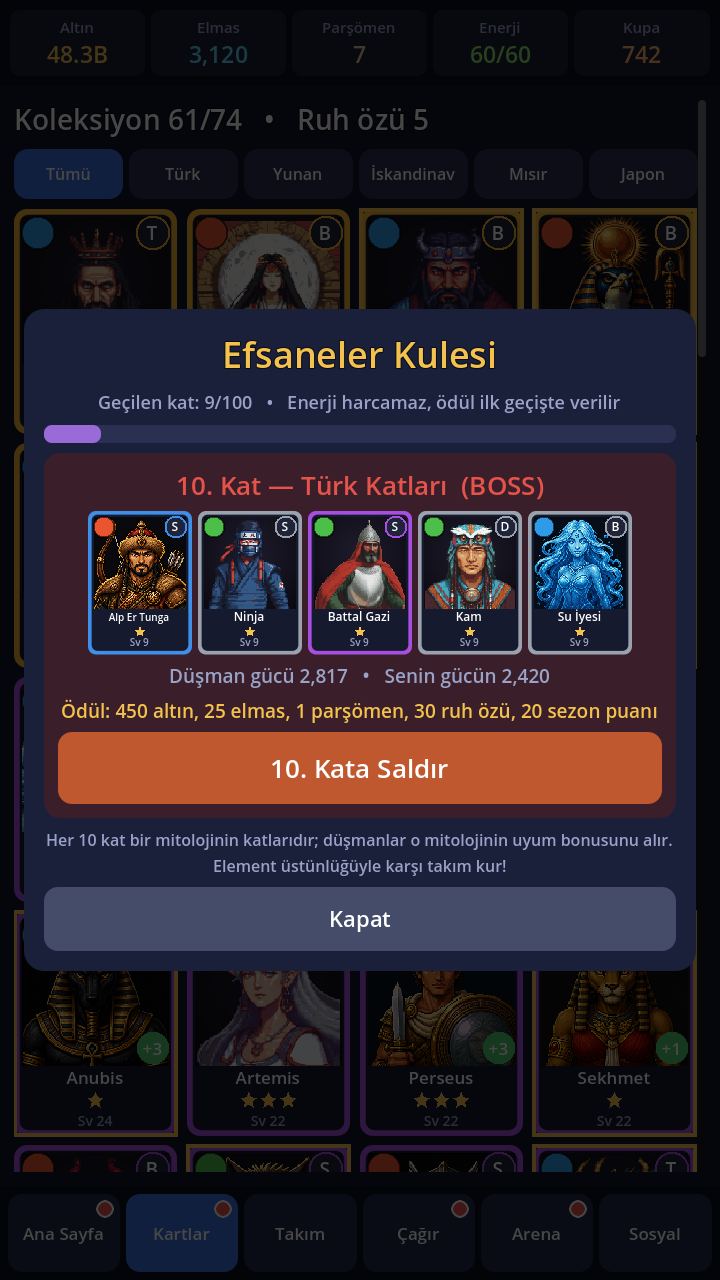 Altın Elmas Parşömen Enerji Kupa
48.3B 3,120 7 60/60 742
Koleksiyon 61/74 • Ruh özü 5
Tümü Türk Yunan İskandinav Mısır Japon
T B B B
Efsaneler Kulesi
Geçilen kat: 9/100 • Enerji harcamaz, ödül ilk geçişte verilir
10. Kat — Türk Katları (BOSS)
S S S D B
Alp Er Tunga Ninja Battal Gazi Kam Su İyesi
Sv 9 Sv 9 Sv 9 Sv 9 Sv 9
Düşman gücü 2,817 • Senin gücün 2,420
Ödül: 450 altın, 25 elmas, 1 parşömen, 30 ruh özü, 20 sezon puanı
10. Kata Saldır
Her 10 kat bir mitolojinin katlarıdır; düşmanlar o mitolojinin uyum bonusunu alır.
Element üstünlüğüyle karşı takım kur!
Kapat
+3 +3 +1
Anubis Artemis Perseus Sekhmet
Sv 24 Sv 22 Sv 22 Sv 22
B S S T
Ana Sayfa Kartlar Takım Çağır Arena Sosyal